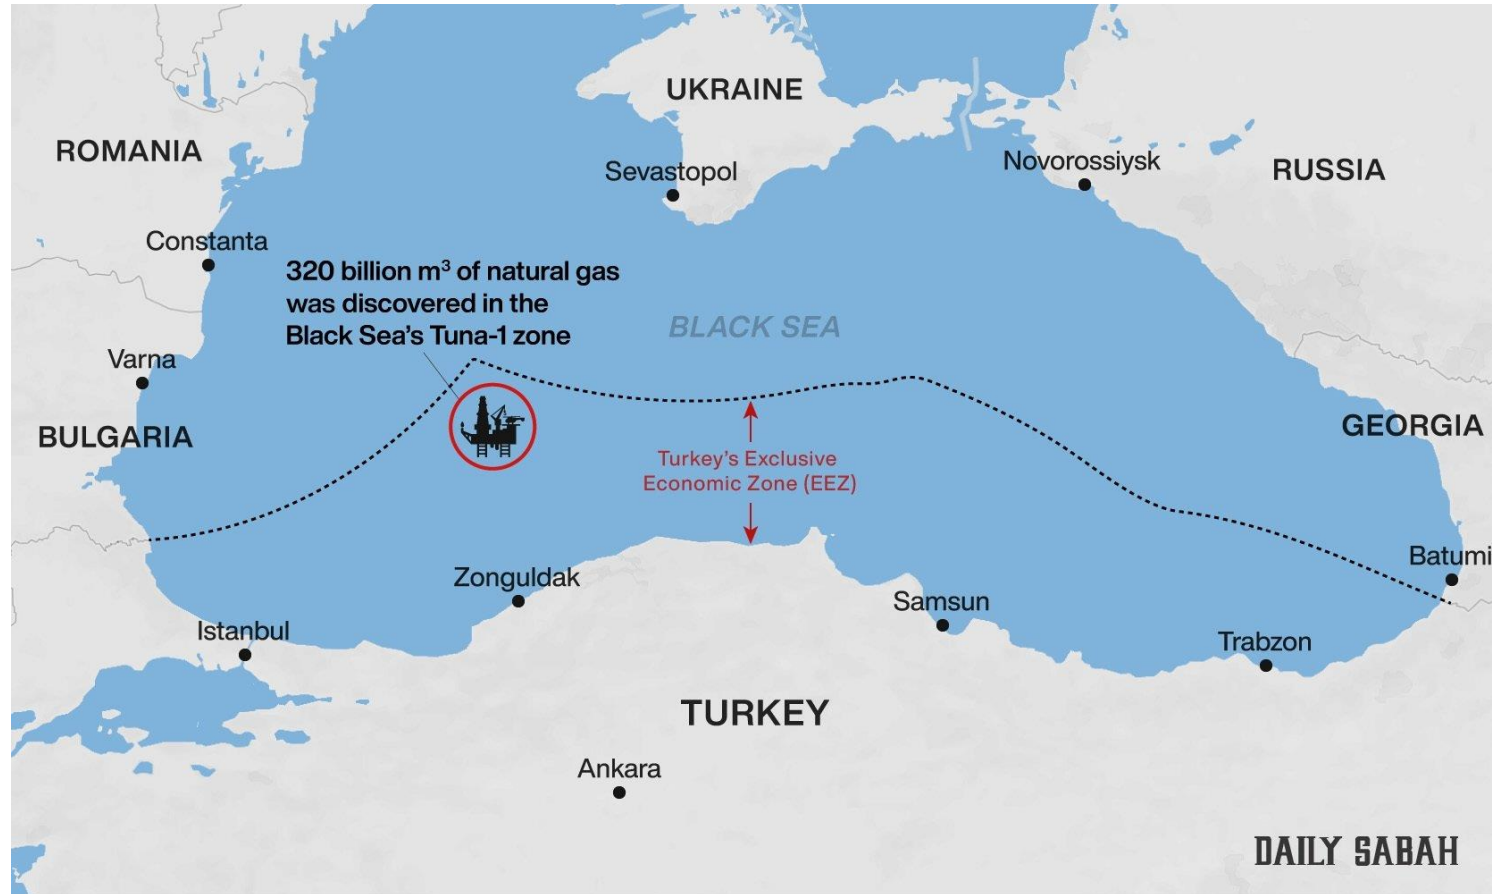 UKRAINE
ROMANIA
Sevastopol
Novorossiysk
RUSSIA
Constanta
320 billion m³ of natural gas
was discovered in the
Black Sea's Tuna-1 zone
BLACK SEA
Varna
BULGARIA
GEORGIA
Turkey's Exclusive
Economic Zone (EEZ)
Batumi
Zonguldak
Samsun
Istanbul
Trabzon
TURKEY
Ankara
DAILY SABAH